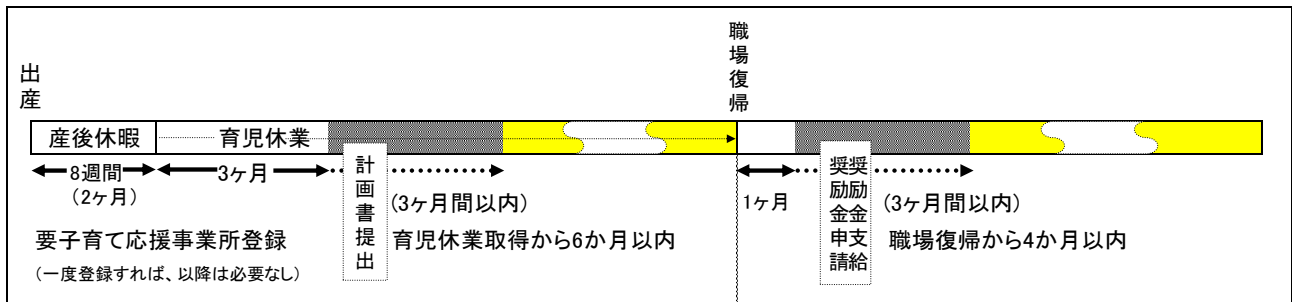 出産
職場復帰
産後休暇
育児休業
8週間
(2ヶ月)
3ヶ月
計画書提出
(3ヶ月間以内)
1ヶ月
奨励金申請
奨励金支給
(3ヶ月間以内)
要子育て応援事業所登録
育児休業取得から6か月以内
職場復帰から4か月以内
(一度登録すれば、以降は必要なし)